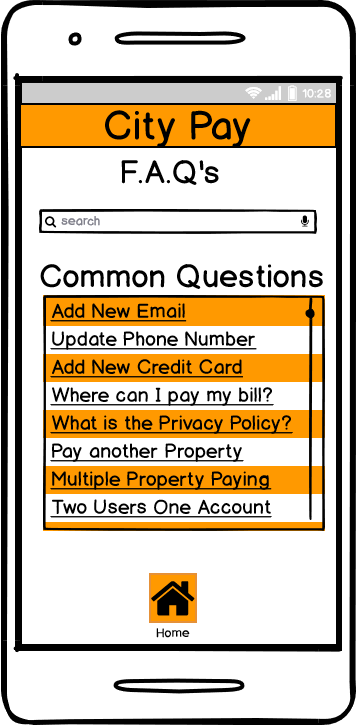 10:28
City Pay
F.A.Q's
search
Common Questions
Add New Email
Update Phone Number
Add New Credit Card
Where can I pay my bill?
What is the Privacy Policy?
Pay another Property
Multiple Property Paying
Two Users One Account
Home